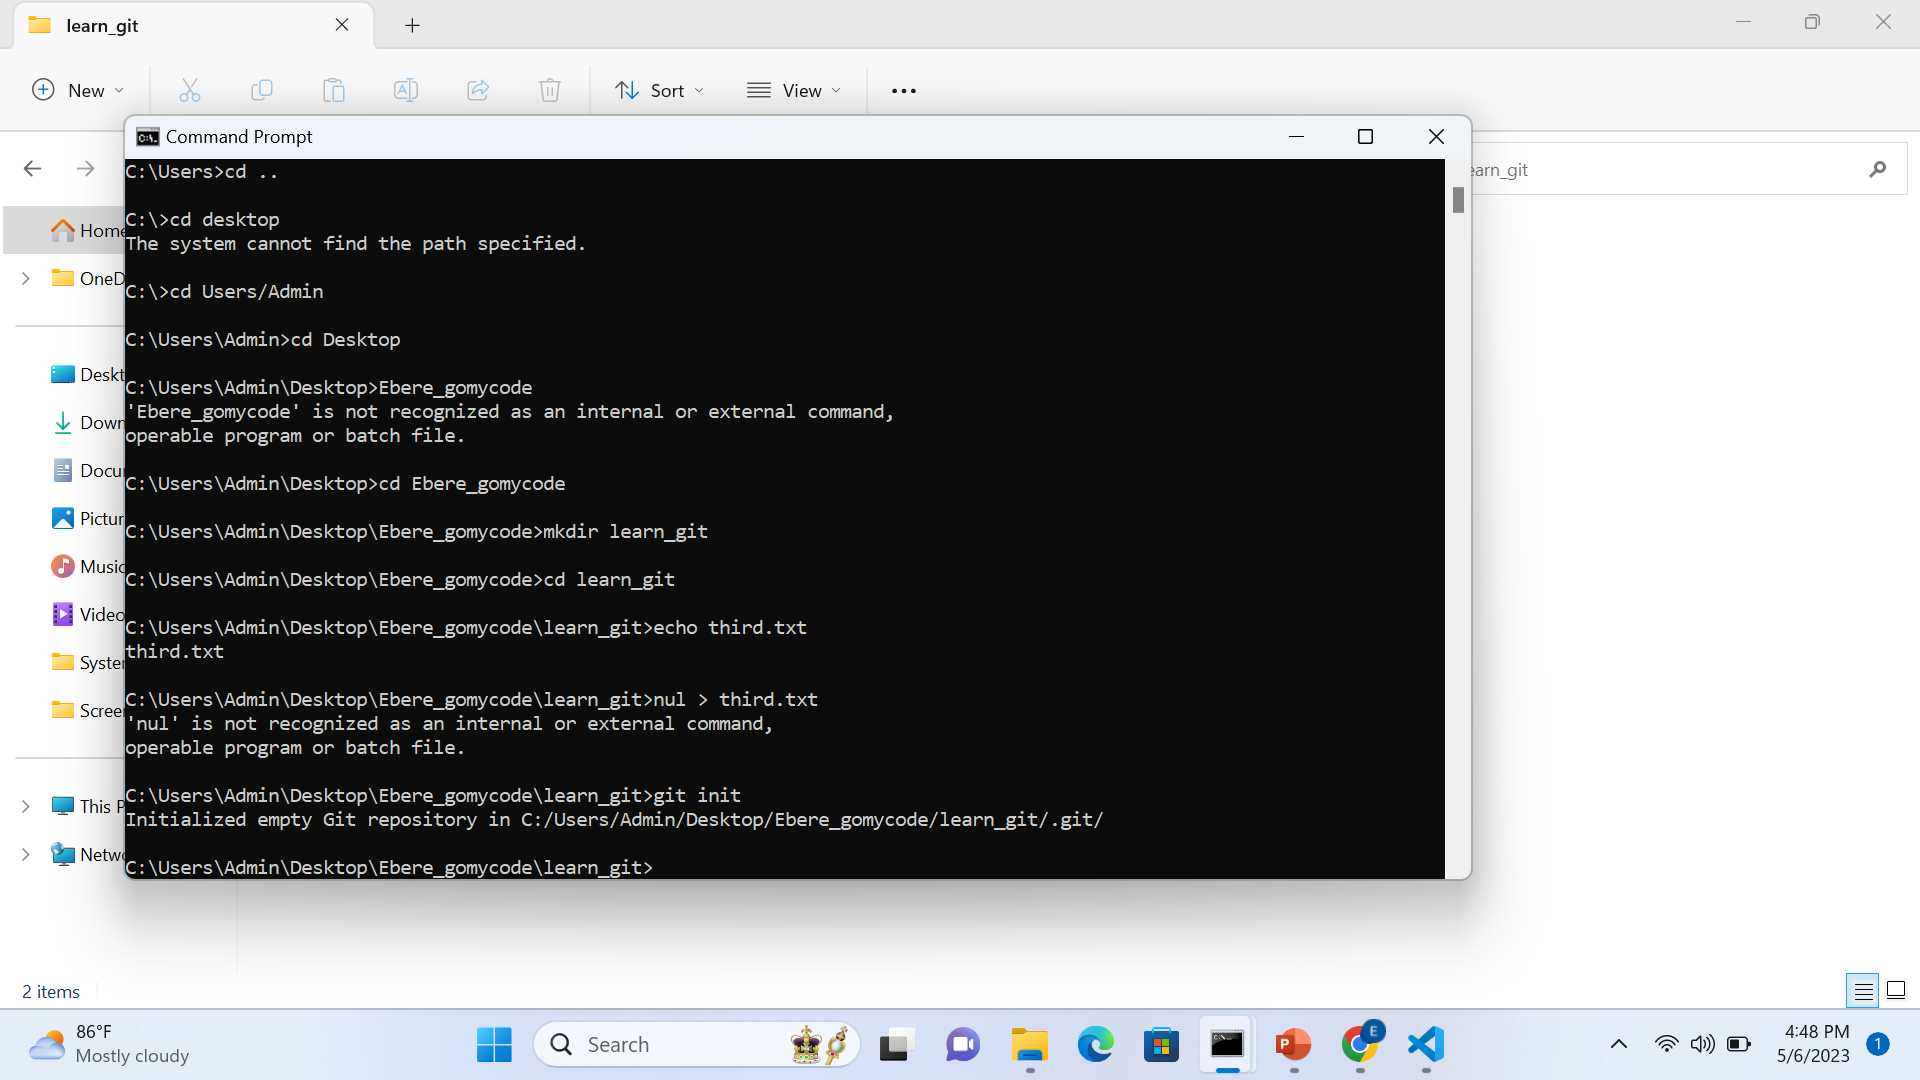 learn_git
New
Sort
View
Command Prompt
earn_git
Home
OneD
Deskt
Down
Docu
Pictur
Music
Video
System
Screen
This P
Netwo
C:\Users>cd ..
C:\>cd desktop
The system cannot find the path specified.
C:\>cd Users/Admin
C:\Users\Admin>cd Desktop
C:\Users\Admin\Desktop>Ebere_gomycode
'Ebere_gomycode' is not recognized as an internal or external command,
operable program or batch file.
C:\Users\Admin\Desktop>cd Ebere_gomycode
C:\Users\Admin\Desktop\Ebere_gomycode>mkdir learn_git
C:\Users\Admin\Desktop\Ebere_gomycode>cd learn_git
C:\Users\Admin\Desktop\Ebere_gomycode\learn_git>echo third.txt
third.txt
C:\Users\Admin\Desktop\Ebere_gomycode\learn_git>nul > third.txt
'nul' is not recognized as an internal or external command,
operable program or batch file.
C:\Users\Admin\Desktop\Ebere_gomycode\learn_git>git init
Initialized empty Git repository in C:/Users/Admin/Desktop/Ebere_gomycode/learn_git/.git/
C:\Users\Admin\Desktop\Ebere_gomycode\learn_git>
2 items
86°F
Mostly cloudy
Search
E
4:48 PM
5/6/2023
1